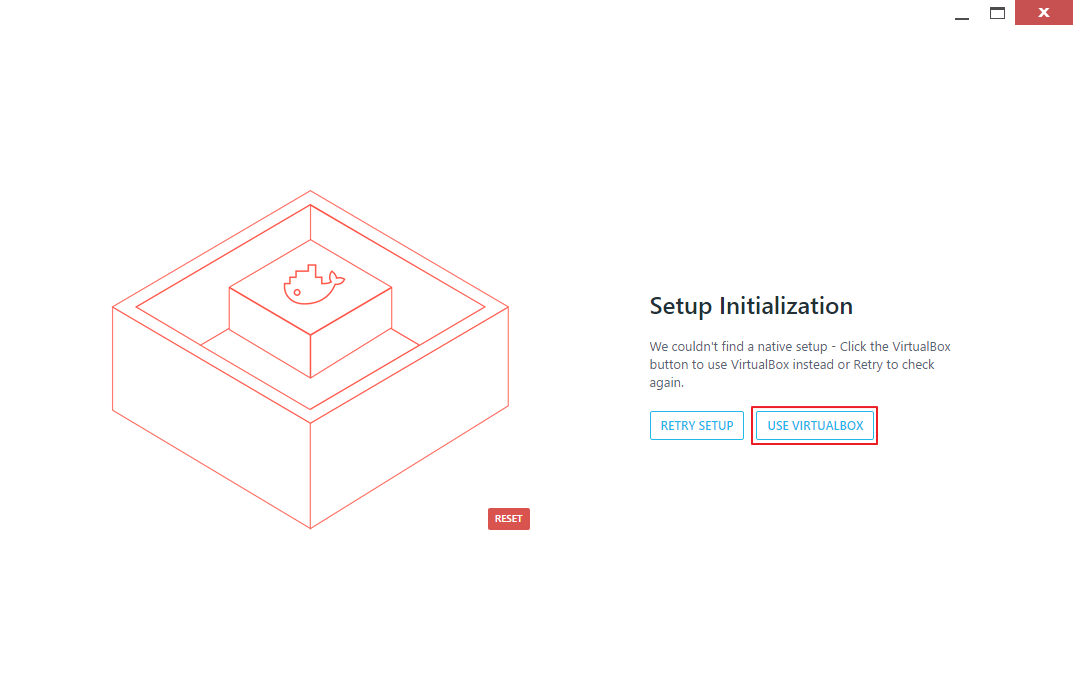 Setup Initialization
We couldn't find a native setup - Click the VirtualBox
button to use VirtualBox instead or Retry to check
again.
RETRY SETUP USE VIRTUALBOX
RESET